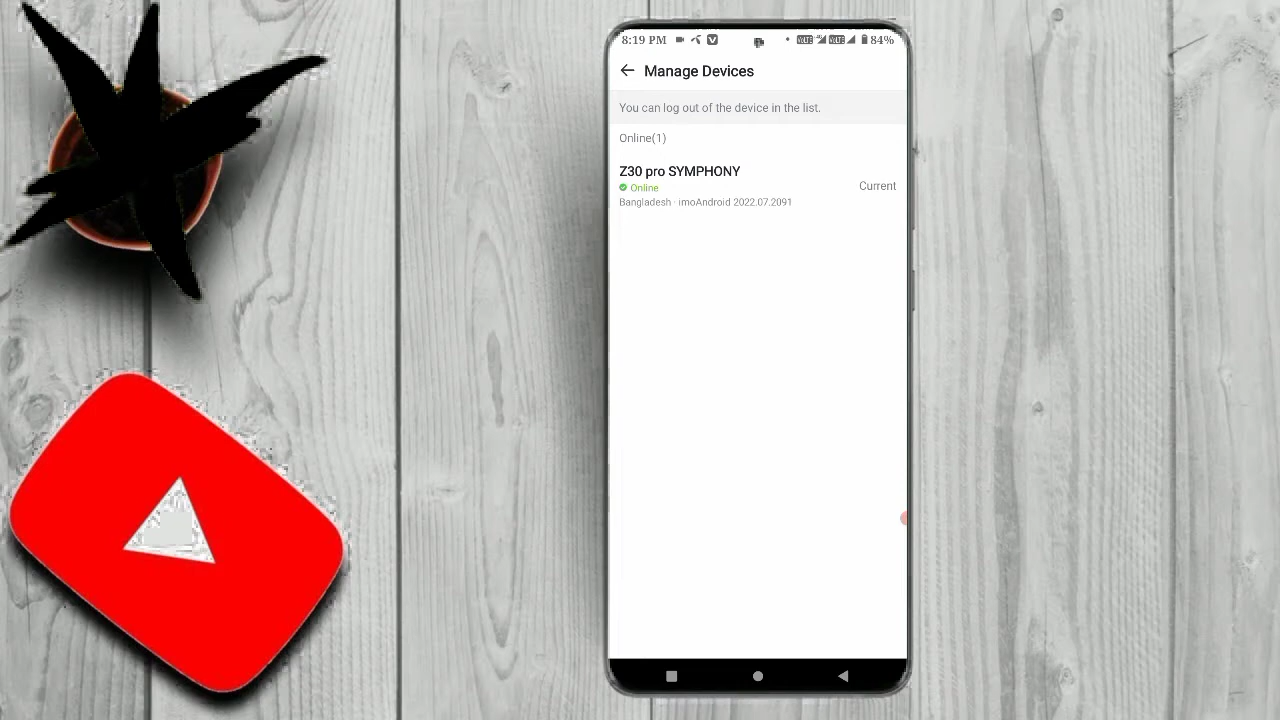 8:19 PM
84%
Manage Devices
You can log out of the device in the list.
Online(1)
Z30 pro SYMPHONY
Online
Current
Bangladesh · imoAndroid 2022.07.2091